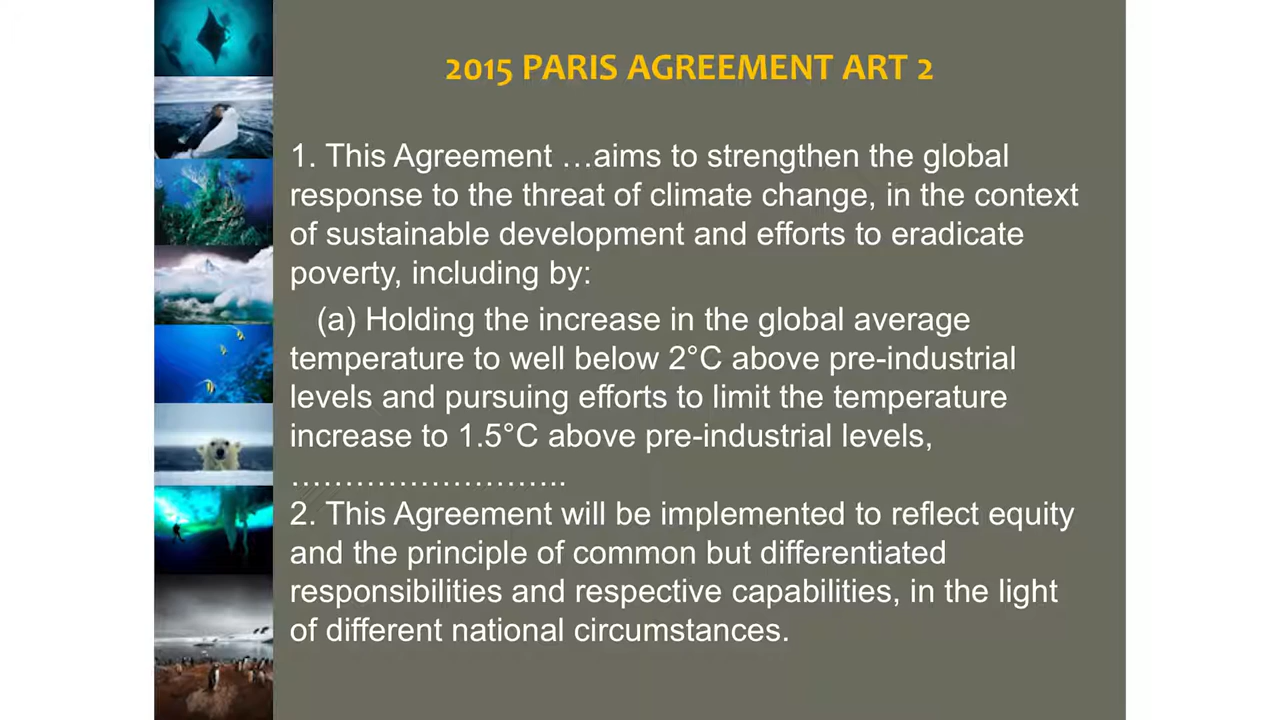 2015 PARIS AGREEMENT ART 2
1. This Agreement …aims to strengthen the global
response to the threat of climate change, in the context
of sustainable development and efforts to eradicate
poverty, including by:
(a) Holding the increase in the global average
temperature to well below 2°C above pre-industrial
levels and pursuing efforts to limit the temperature
increase to 1.5°C above pre-industrial levels,
……………………..
2. This Agreement will be implemented to reflect equity
and the principle of common but differentiated
responsibilities and respective capabilities, in the light
of different national circumstances.